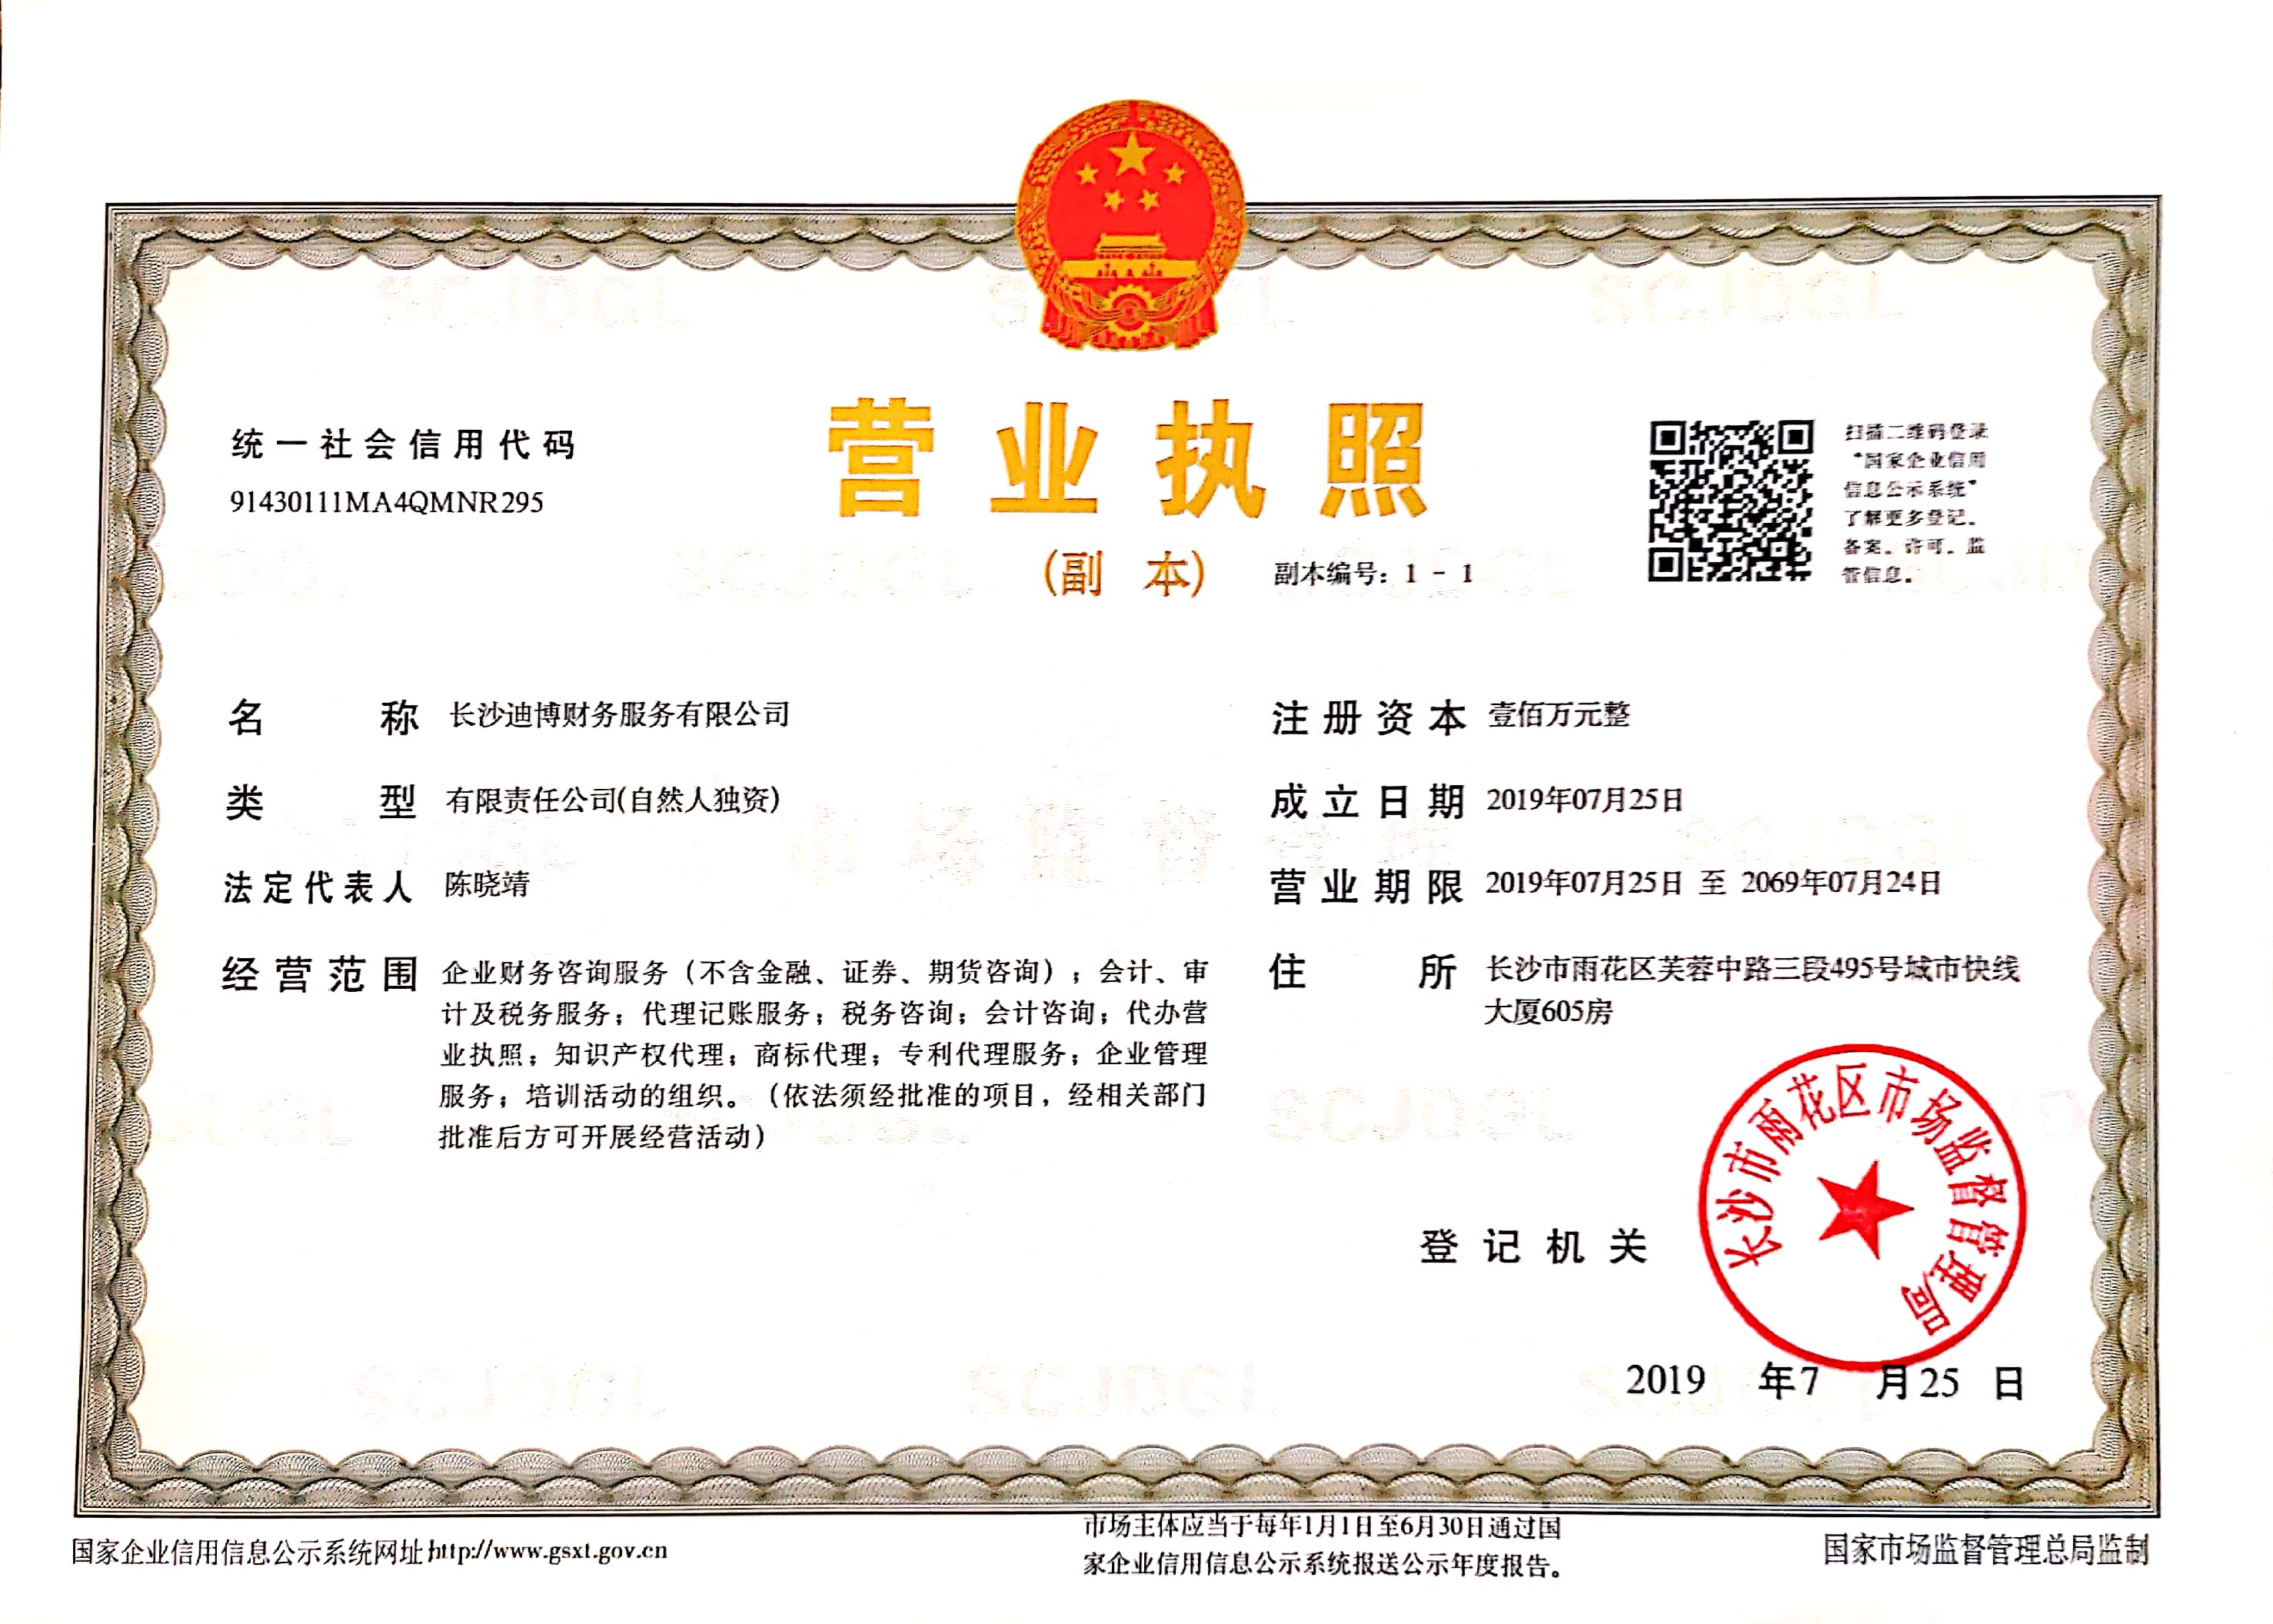 统一社会信用代码
91430111MA4QMNR295
营业执照
(副 本)
副本编号：1 - 1
扫描二维码登录
“国家企业信用
信息公示系统”
了解更多登记、
备案、许可、监
管信息。
名 称 长沙迪博财务服务有限公司
类 型 有限责任公司(自然人独资)
法定代表人 陈晓靖
经营范围 企业财务咨询服务（不含金融、证券、期货咨询）；会计、审
计及税务服务；代理记账服务；税务咨询；会计咨询；代办营
业执照；知识产权代理；商标代理；专利代理服务；企业管理
服务；培训活动的组织。（依法须经批准的项目，经相关部门
批准后方可开展经营活动）
注册资本 壹佰万元整
成立日期 2019年07月25日
营业期限 2019年07月25日 至 2069年07月24日
住 所 长沙市雨花区芙蓉中路三段495号城市快线
大厦605房
登记机关
长沙市雨花区市场监督管理局
2019 年7 月25 日
国家企业信用信息公示系统网址http://www.gsxt.gov.cn
市场主体应当于每年1月1日至6月30日通过国
家企业信用信息公示系统报送公示年度报告。
国家市场监督管理总局监制
SCJDGL
市场监督管理